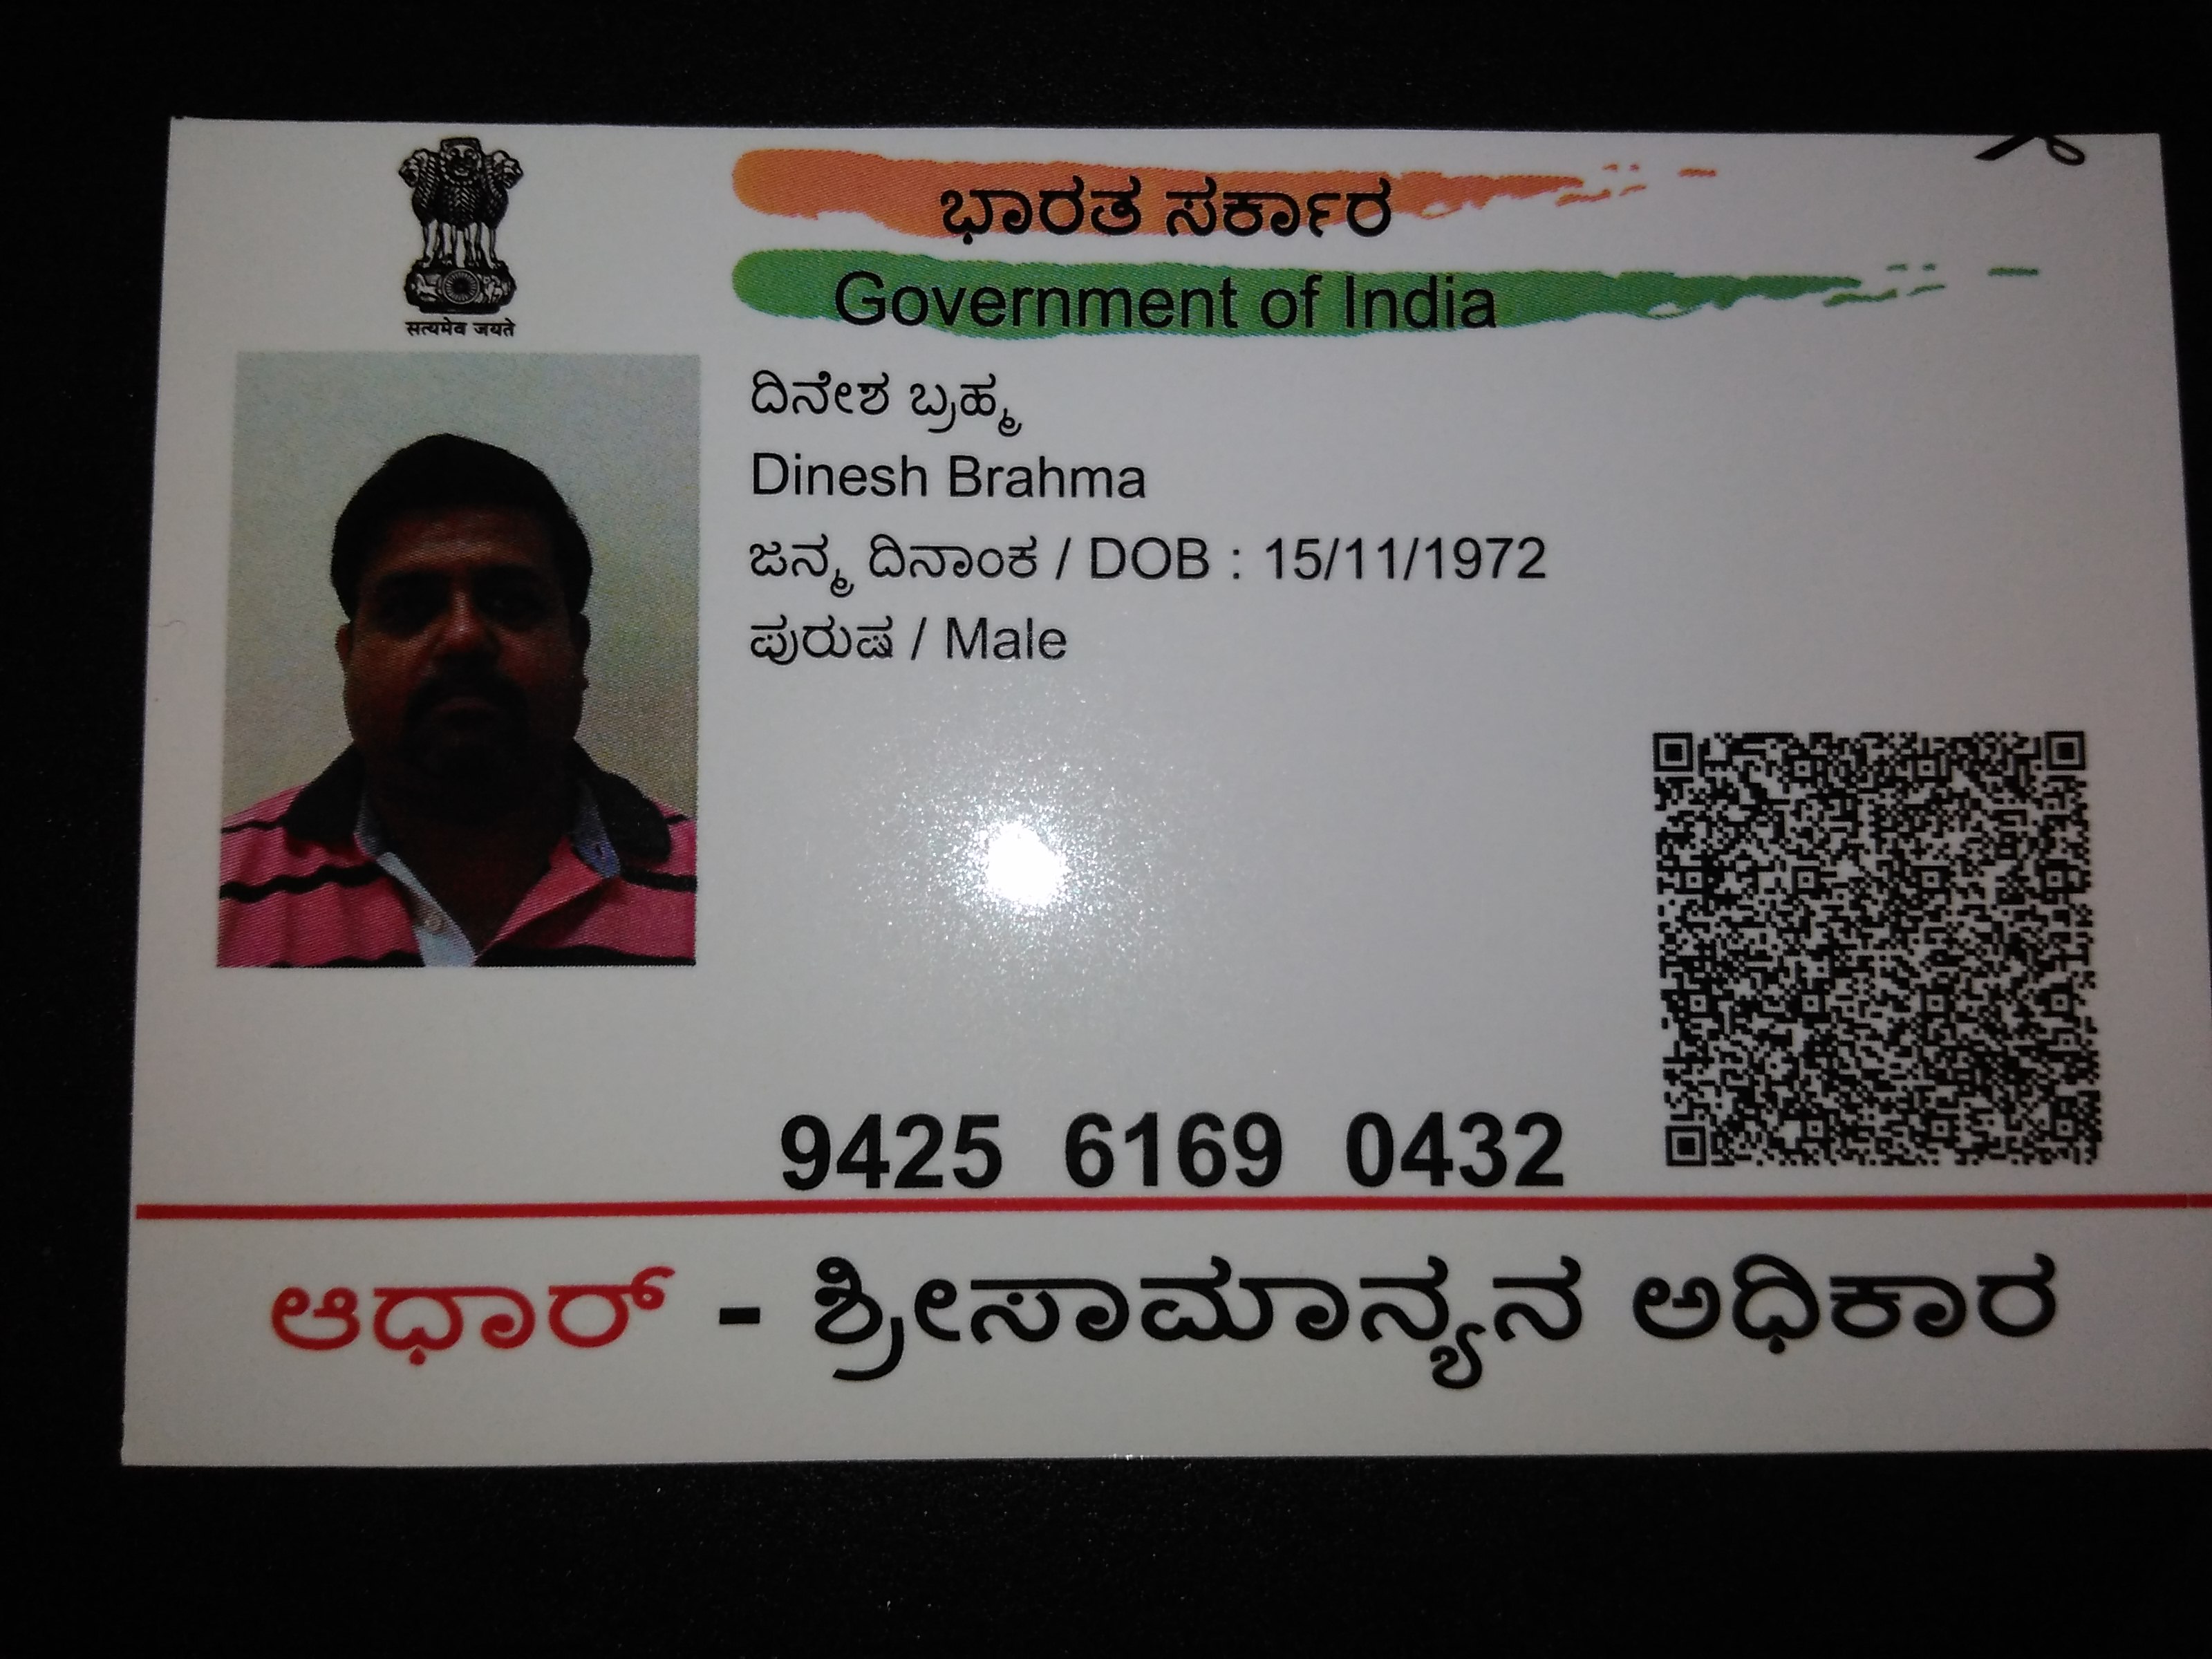 ಭಾರತ ಸರ್ಕಾರ
Government of India
सत्यमेव जयते
ದಿನೇಶ ಬ್ರಹ್ಮ
Dinesh Brahma
ಜನ್ಮ ದಿನಾಂಕ / DOB : 15/11/1972
ಪುರುಷ / Male
9425 6169 0432
ಆಧಾರ್ - ಶ್ರೀಸಾಮಾನ್ಯನ ಅಧಿಕಾರ